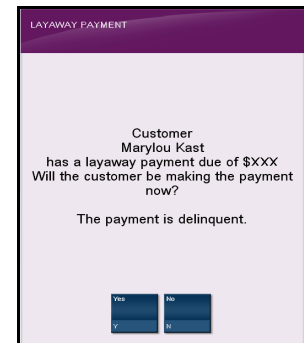 LAYAWAY PAYMENT
Customer
Marylou Kast
has a layaway payment due of $XXX
Will the customer be making the payment
now?
The payment is delinquent.
Yes No
Y N